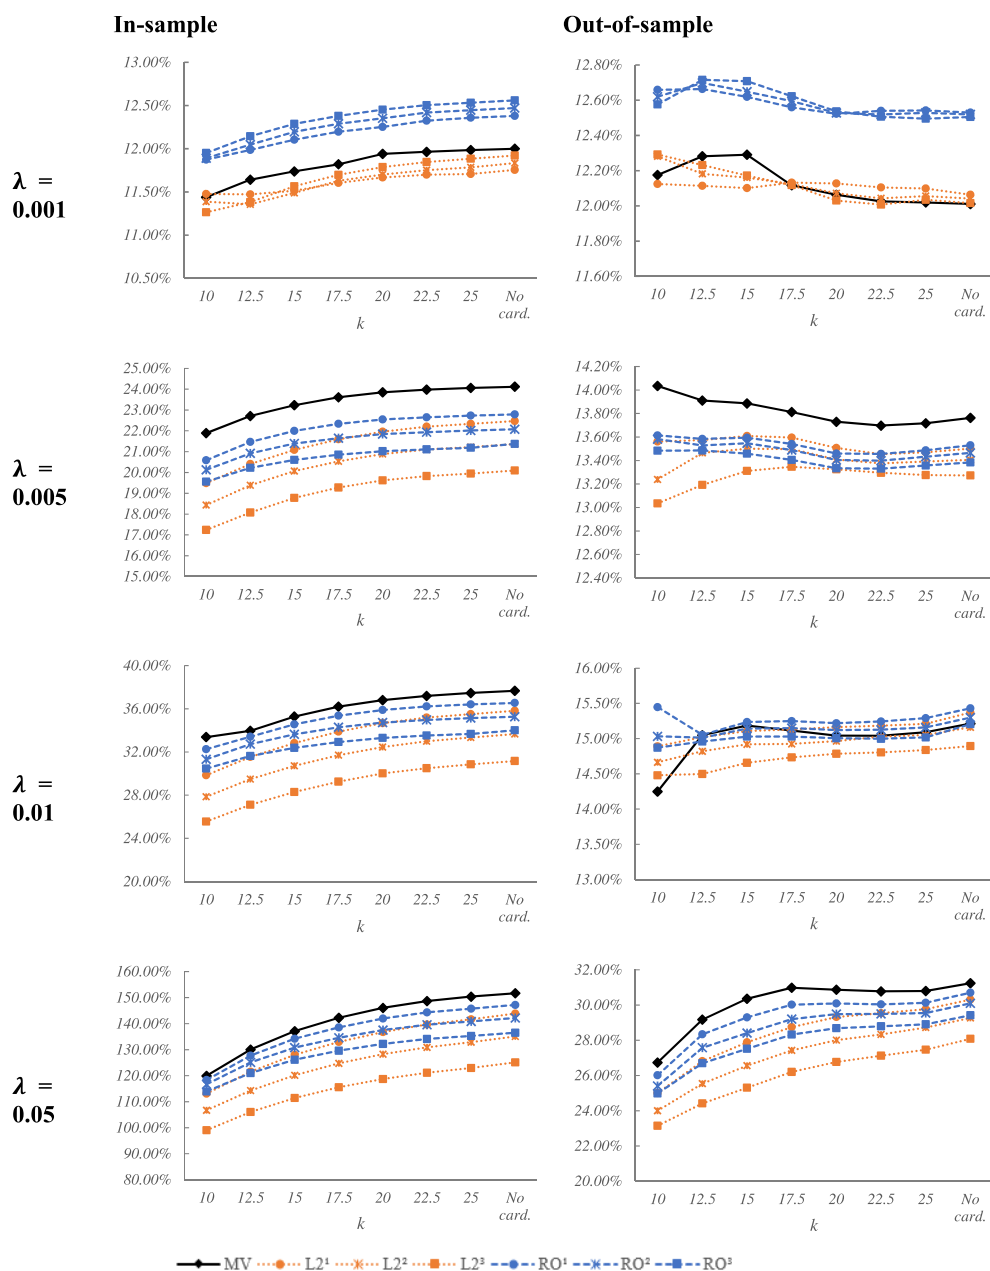 In-sample
Out-of-sample
λ =
0.001
13.00%
12.50%
12.00%
11.50%
11.00%
10.50%
10 12.5 15 17.5 20 22.5 25 No card.
k
12.80%
12.60%
12.40%
12.20%
12.00%
11.80%
11.60%
10 12.5 15 17.5 20 22.5 25 No card.
k
λ =
0.005
25.00%
24.00%
23.00%
22.00%
21.00%
20.00%
19.00%
18.00%
17.00%
16.00%
15.00%
10 12.5 15 17.5 20 22.5 25 No card.
k
14.20%
14.00%
13.80%
13.60%
13.40%
13.20%
13.00%
12.80%
12.60%
12.40%
10 12.5 15 17.5 20 22.5 25 No card.
k
λ =
0.01
40.00%
36.00%
32.00%
28.00%
24.00%
20.00%
10 12.5 15 17.5 20 22.5 25 No card.
k
16.00%
15.50%
15.00%
14.50%
14.00%
13.50%
13.00%
10 12.5 15 17.5 20 22.5 25 No card.
k
λ =
0.05
160.00%
150.00%
140.00%
130.00%
120.00%
110.00%
100.00%
90.00%
80.00%
10 12.5 15 17.5 20 22.5 25 No card.
k
32.00%
30.00%
28.00%
26.00%
24.00%
22.00%
20.00%
10 12.5 15 17.5 20 22.5 25 No card.
k
MV L2¹ L2² L2³ RO¹ RO² RO³